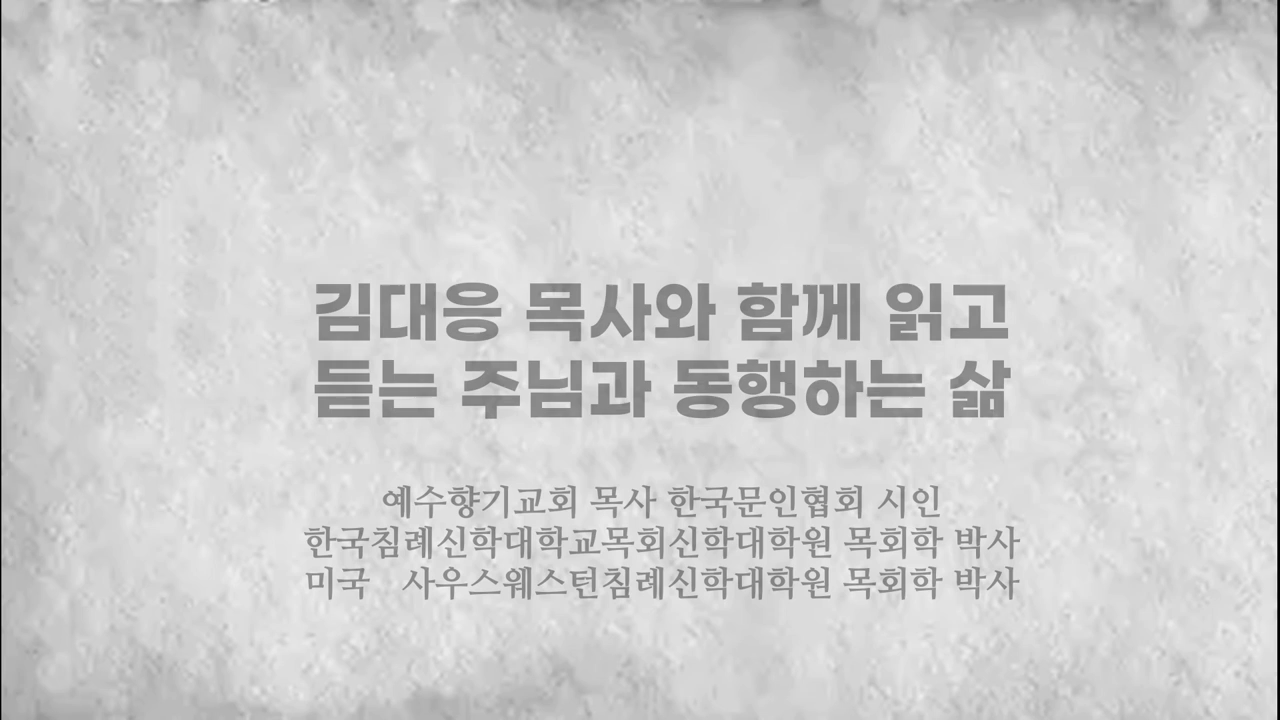 김대응 목사와 함께 읽고
듣는 주님과 동행하는 삶
예수향기교회 목사 한국문인협회 시인
한국침례신학대학교목회신학대학원 목회학 박사
미국 사우스웨스턴침례신학대학원 목회학 박사